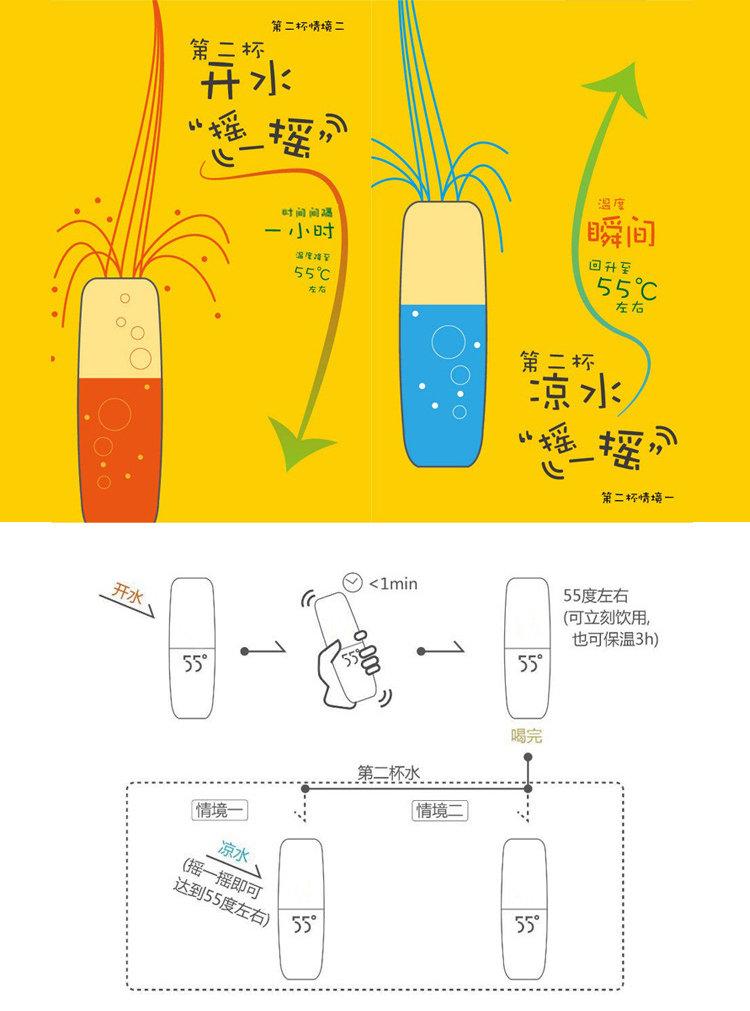 第二杯情境二
第二杯
开水
“摇一摇”
时间间隔
一小时
温度降至
55℃
左右
温度
瞬间
回升至
55℃
左右
第二杯
凉水
“摇一摇”
第二杯情境一
开水
55°
<1min
55°
55度左右
(可立刻饮用,
也可保温3h)
55°
喝完
第二杯水
情境一
情境二
凉水
(摇一摇即可
达到55度左右)
55°
55°